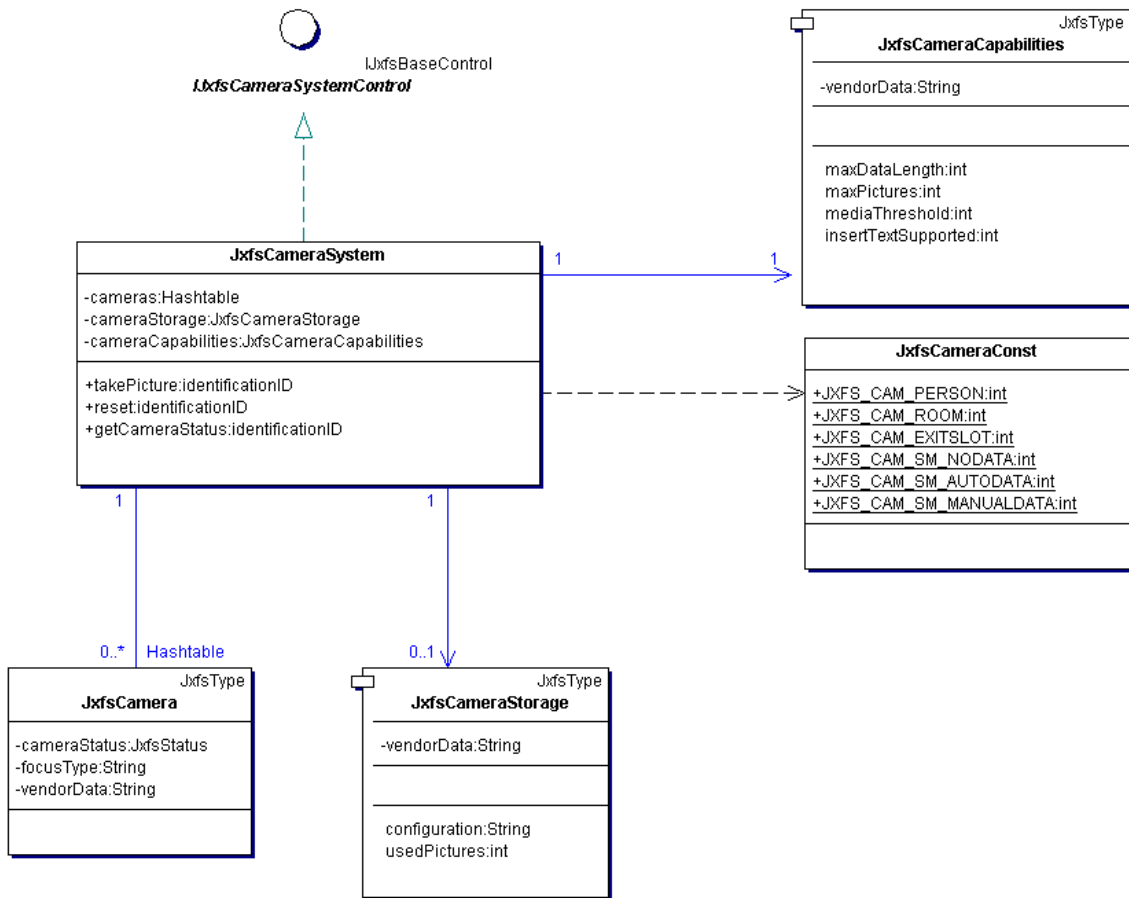 IJxfsBaseControl
IJxfsCameraSystemControl
JxfsType
JxfsCameraCapabilities
-vendorData:String
maxDataLength:int
maxPictures:int
mediaThreshold:int
insertTextSupported:int
JxfsCameraSystem
-cameras:Hashtable
-cameraStorage:JxfsCameraStorage
-cameraCapabilities:JxfsCameraCapabilities
+takePicture:identificationID
+reset:identificationID
+getCameraStatus:identificationID
1
1
JxfsCameraConst
+JXFS_CAM_PERSON:int
+JXFS_CAM_ROOM:int
+JXFS_CAM_EXITSLOT:int
+JXFS_CAM_SM_NODATA:int
+JXFS_CAM_SM_AUTODATA:int
+JXFS_CAM_SM_MANUALDATA:int
1
1
0..*
Hashtable
0..1
JxfsType
JxfsCamera
-cameraStatus:JxfsStatus
-focusType:String
-vendorData:String
JxfsType
JxfsCameraStorage
-vendorData:String
configuration:String
usedPictures:int